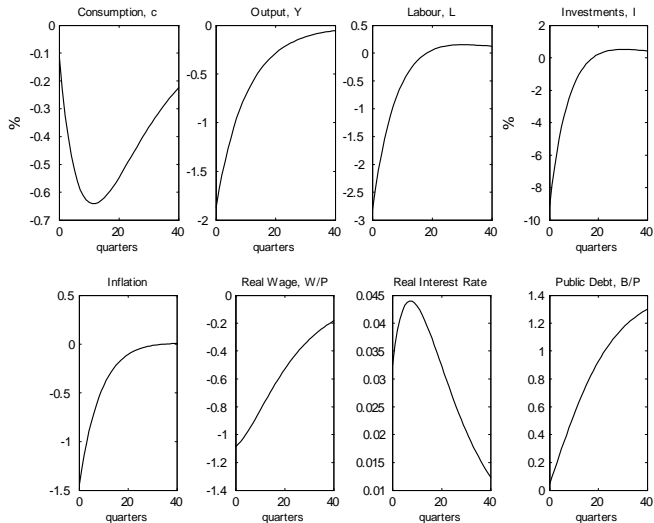 Consumption, c
0
-0.1
-0.2
-0.3
-0.4
-0.5
-0.6
-0.7
%
0 20 40
quarters
Output, Y
0
-0.5
-1
-1.5
-2
0 20 40
quarters
Labour, L
0.5
0
-0.5
-1
-1.5
-2
-2.5
-3
0 20 40
quarters
Investments, I
2
0
-2
-4
-6
-8
-10
%
0 20 40
quarters
Inflation
0.5
0
-0.5
-1
-1.5
0 20 40
quarters
Real Wage, W/P
0
-0.2
-0.4
-0.6
-0.8
-1
-1.2
-1.4
0 20 40
quarters
Real Interest Rate
0.045
0.04
0.035
0.03
0.025
0.02
0.015
0.01
0 20 40
quarters
Public Debt, B/P
1.4
1.2
1
0.8
0.6
0.4
0.2
0
0 20 40
quarters